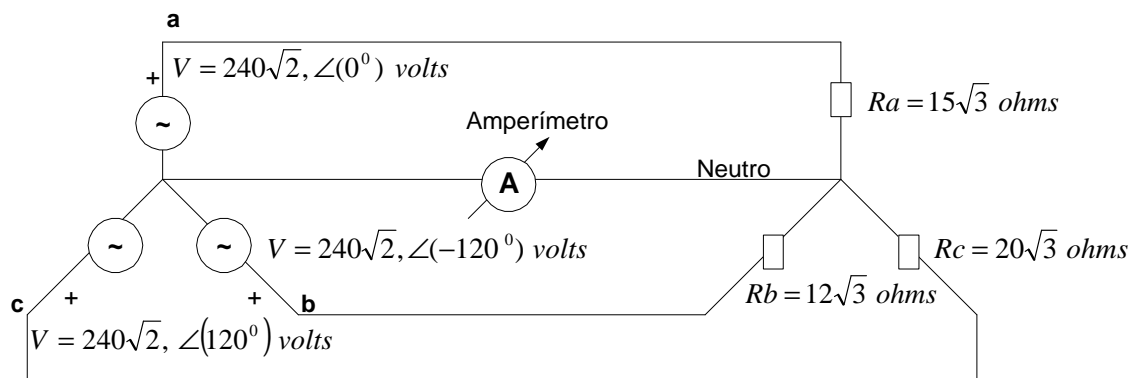 a
+ V = 240√2, ∠(0⁰) volts
~
Ra = 15√3 ohms
Amperímetro
A
Neutro
~
~
V = 240√2, ∠(−120⁰) volts
Rc = 20√3 ohms
c
+
+
b
Rb = 12√3 ohms
V = 240√2, ∠(120⁰) volts